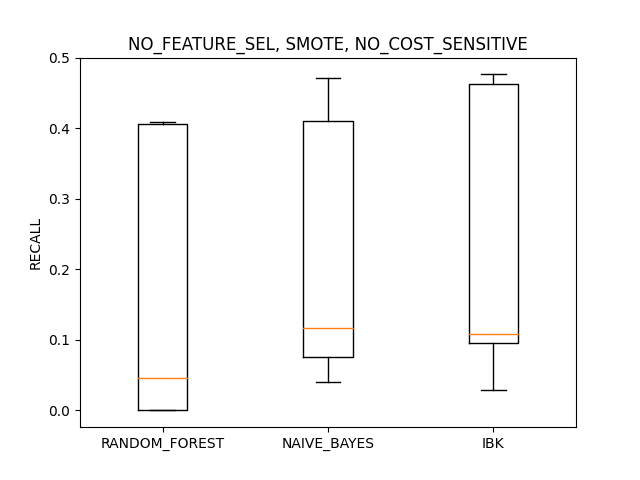 NO_FEATURE_SEL, SMOTE, NO_COST_SENSITIVE
0.5
0.4
0.3
0.2
0.1
0.0
RECALL
RANDOM_FOREST NAIVE_BAYES IBK